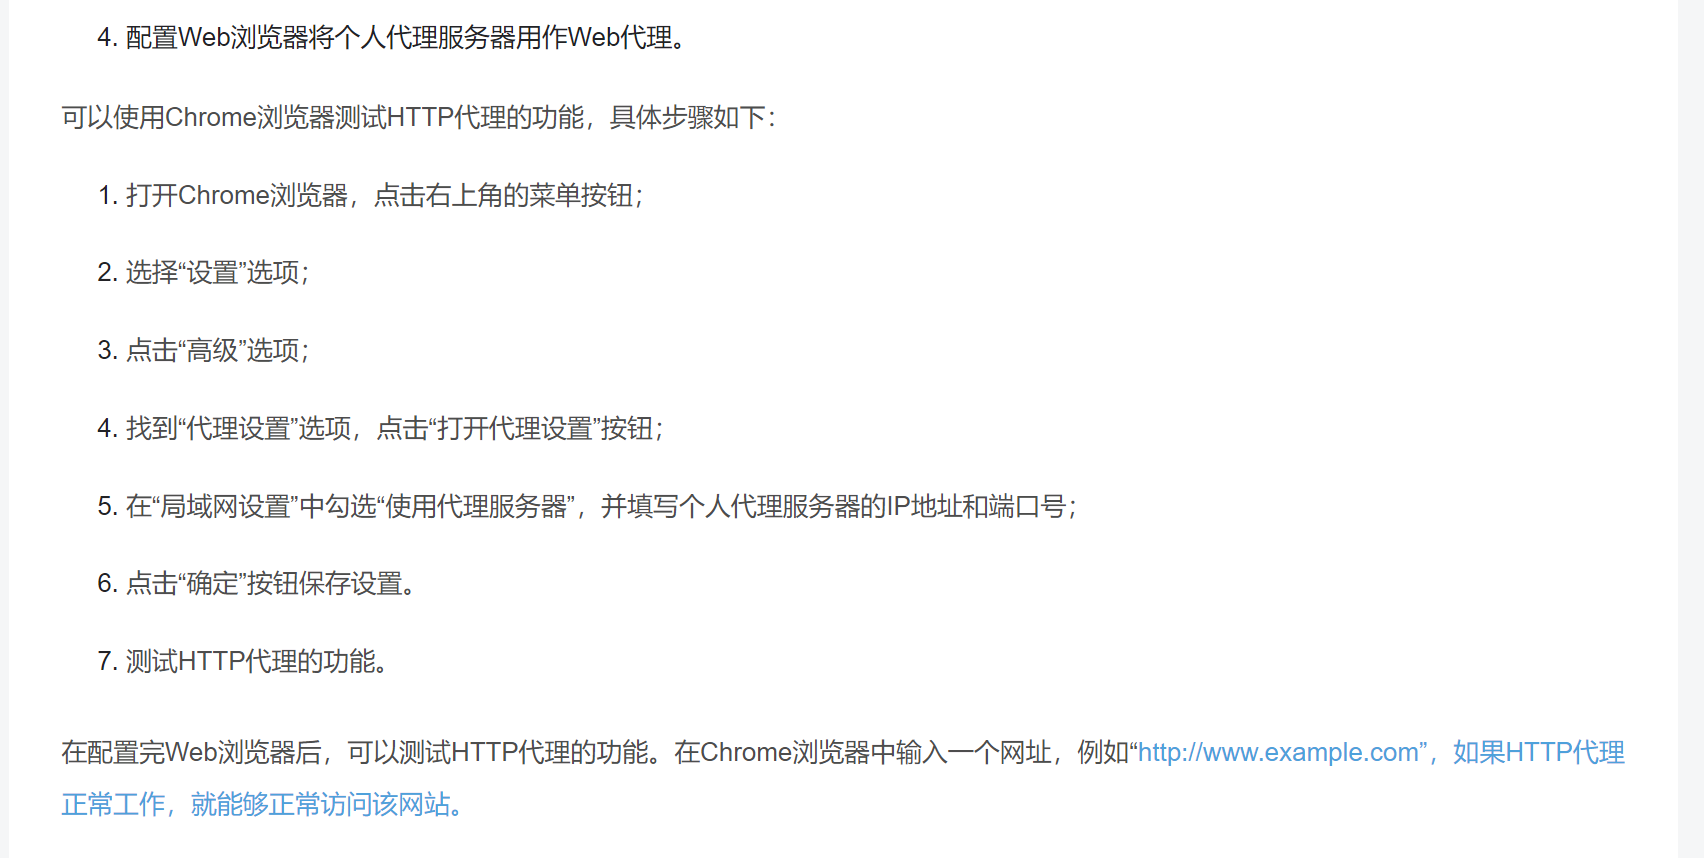 4. 配置Web浏览器将个人代理服务器用作Web代理。
可以使用Chrome浏览器测试HTTP代理的功能，具体步骤如下：
1. 打开Chrome浏览器，点击右上角的菜单按钮；
2. 选择“设置”选项；
3. 点击“高级”选项；
4. 找到“代理设置”选项，点击“打开代理设置”按钮；
5. 在“局域网设置”中勾选“使用代理服务器”，并填写个人代理服务器的IP地址和端口号；
6. 点击“确定”按钮保存设置。
7. 测试HTTP代理的功能。
在配置完Web浏览器后，可以测试HTTP代理的功能。在Chrome浏览器中输入一个网址，例如“http://www.example.com”，如果HTTP代理
正常工作，就能够正常访问该网站。